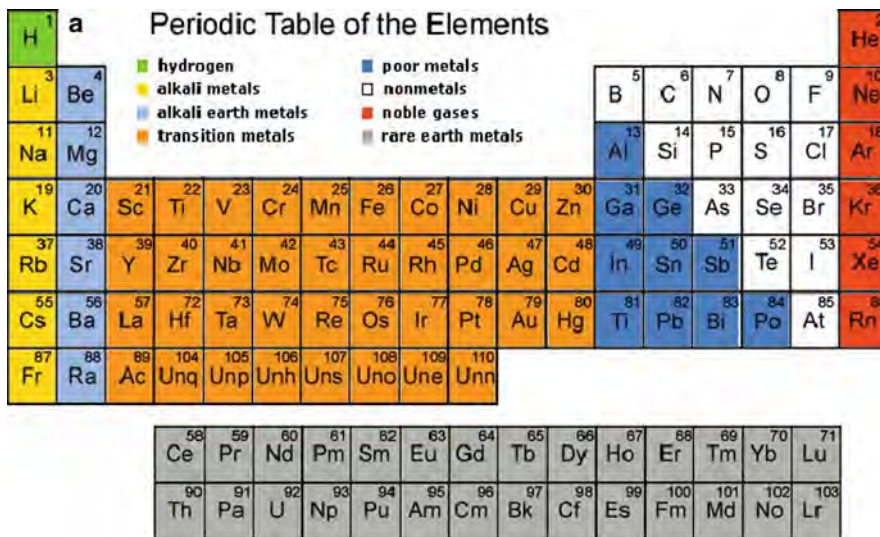 1 a Periodic Table of the Elements 2
H He
hydrogen poor metals
alkali metals nonmetals
alkali earth metals noble gases
transition metals rare earth metals
3 4 5 6 7 8 9 10
Li Be B C N O F Ne
11 12 13 14 15 16 17 18
Na Mg Al Si P S Cl Ar
19 20 21 22 23 24 25 26 27 28 29 30 31 32 33 34 35 36
K Ca Sc Ti V Cr Mn Fe Co Ni Cu Zn Ga Ge As Se Br Kr
37 38 39 40 41 42 43 44 45 46 47 48 49 50 51 52 53 54
Rb Sr Y Zr Nb Mo Tc Ru Rh Pd Ag Cd In Sn Sb Te I Xe
55 56 57 72 73 74 75 76 77 78 79 80 81 82 83 84 85
Cs Ba La Hf Ta W Re Os Ir Pt Au Hg Ti Pb Bi Po At Rn
87 88 89 104 105 106 107 108 109 110
Fr Ra Ac Unq Unp Unh Uns Uno Une Unn
58 59 60 61 62 63 64 65 66 67 68 69 70 71
Ce Pr Nd Pm Sm Eu Gd Tb Dy Ho Er Tm Yb Lu
90 91 92 93 94 95 96 97 98 99 100 101 102 103
Th Pa U Np Pu Am Cm Bk Cf Es Fm Md No Lr